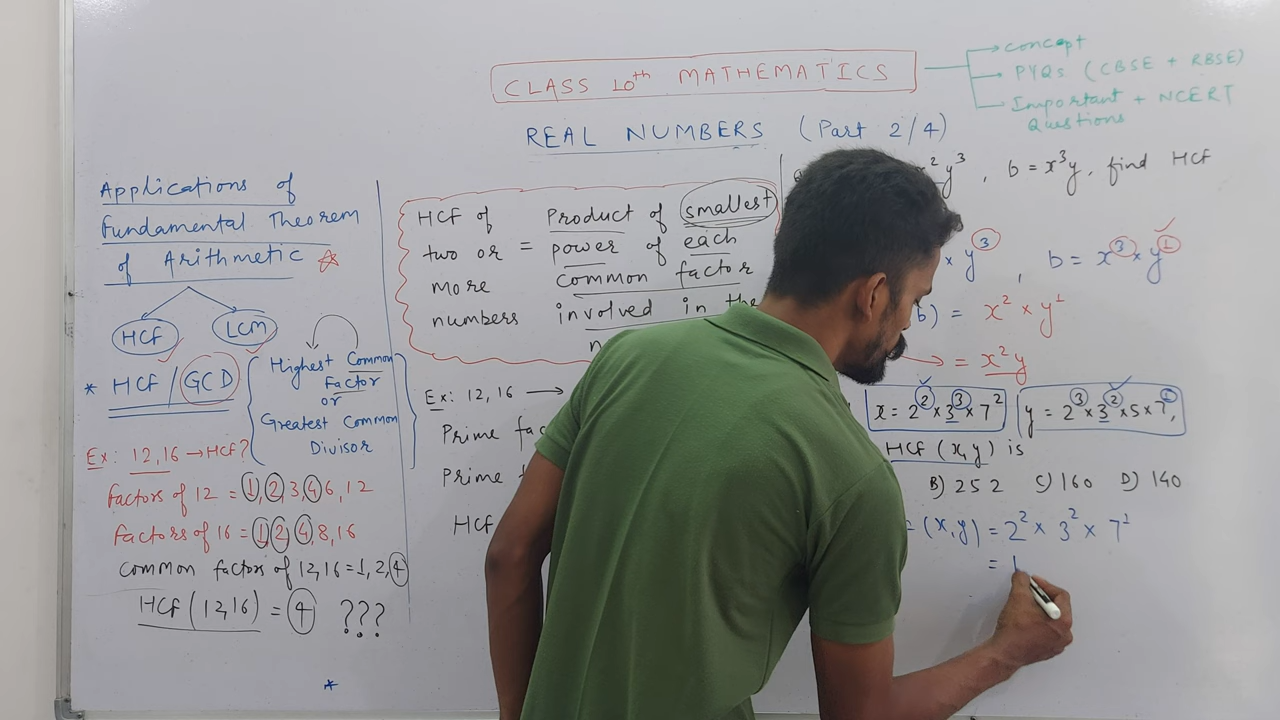 CLASS 10th MATHEMATICS
concept
PYQs (CBSE + RBSE)
Important + NCERT
Questions
REAL NUMBERS (Part 2/4)
Applications of
Fundamental Theorem
of Arithmetic
HCF LCM
* HCF / GCD
Highest Common
Factor
or
Greatest Common
Divisor
Ex: 12,16 → HCF?
factors of 12 = 1, 2, 3, 4, 6, 12
factors of 16 = 1, 2, 4, 8, 16
common factors of 12,16 = 1, 2, 4
HCF (12,16) = 4 ???
*
HCF of
two or
more
numbers
= Product of smallest
power of each
common factor
involved in the
Ex: 12, 16 →
Prime
Prime
HCF
y³, b = x³y, find HCF
× y³, b = x³ × y¹
b) = x² × y¹
= x²y
x = 2² × 3³ × 7² y = 2³ × 3² × 5 × 7,
HCF (x,y) is
B) 252 C) 160 D) 140
(x,y) = 2² × 3² × 7¹
=